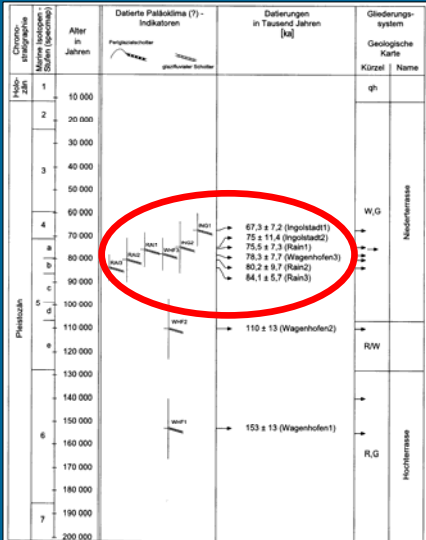 Chrono-
stratigraphie
Marine Isotopen -
Stufen (specmap)
Alter
in
Jahren
Datierte Paläoklima (?) -
Indikatoren
Periglazialschotter
glazifluvialer Schotter
Datierungen
in Tausend Jahren
[ka]
Gliederungs-
system
Geologische
Karte
Kürzel
Name
Holo-
zän
1
10 000
qh
2
20 000
30 000
3
40 000
50 000
W,G
Niederterrasse
60 000
4
ING1
67,3 ± 7,2 (Ingolstadt1)
70 000
75 ± 11,4 (Ingolstadt2)
a
RAI1
WHF3
ING2
75,5 ± 7,3 (Rain1)
RAI2
78,3 ± 7,7 (Wagenhofen3)
80 000
b
RAI3
80,2 ± 9,7 (Rain2)
84,1 ± 5,7 (Rain3)
90 000
c
5
100 000
d
Pleistozän
WHF2
110 000
110 ± 13 (Wagenhofen2)
e
R/W
120 000
130 000
140 000
Hochterrasse
WHF1
6
150 000
153 ± 13 (Wagenhofen1)
160 000
R,G
170 000
180 000
190 000
7
200 000